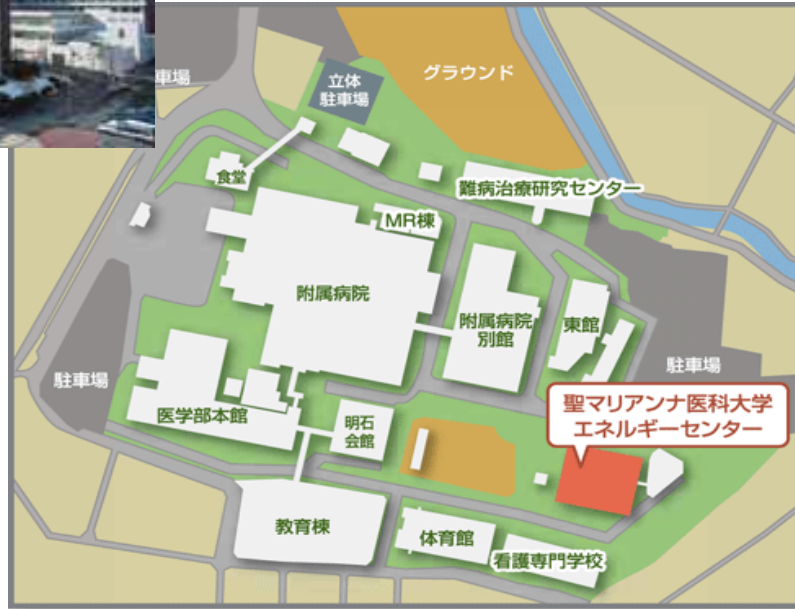 車場
立体
駐車場
グラウンド
食堂
難病治療研究センター
MR棟
附属病院
附属病院
別館
東館
駐車場
駐車場
聖マリアンナ医科大学
エネルギーセンター
医学部本館
明石
会館
教育棟
体育館
看護専門学校